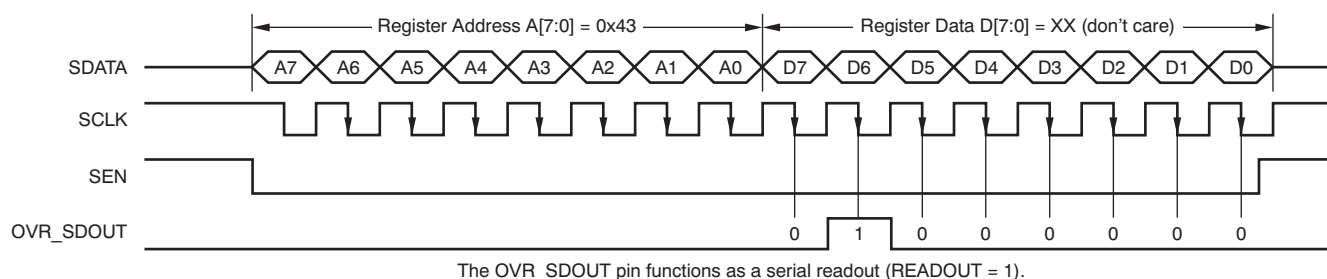 Register Address A[7:0] = 0x43 Register Data D[7:0] = XX (don't care)
SDATA A7 A6 A5 A4 A3 A2 A1 A0 D7 D6 D5 D4 D3 D2 D1 D0
SCLK
SEN
OVR_SDOUT 0 1 0 0 0 0 0 0
The OVR_SDOUT pin functions as a serial readout (READOUT = 1).